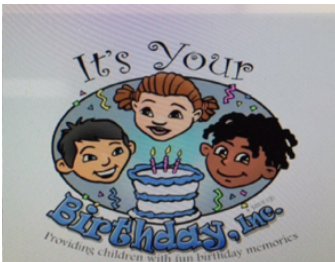 It's Your
Birthday, Inc.
Providing children with fun birthday memories